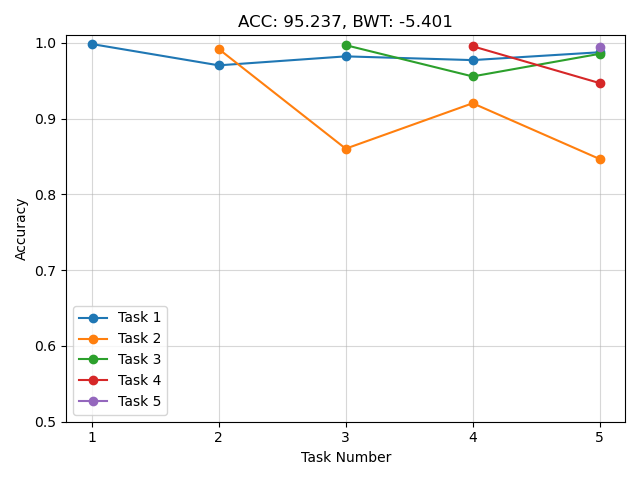 ACC: 95.237, BWT: -5.401
1.0
0.9
0.8
0.7
0.6
0.5
Accuracy
Task 1
Task 2
Task 3
Task 4
Task 5
1 2 3 4 5
Task Number